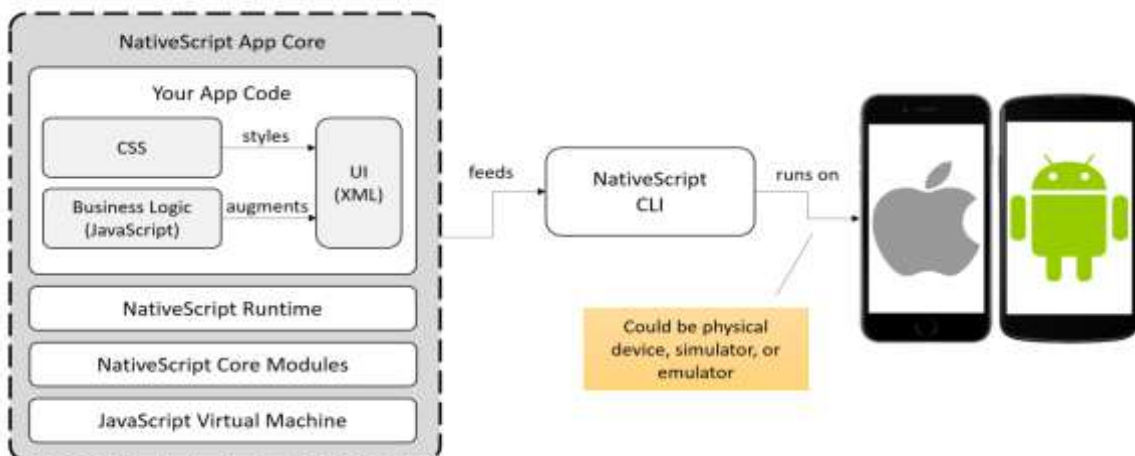 NativeScript App Core
Your App Code
CSS
styles
UI
(XML)
Business Logic
(JavaScript)
augments
feeds
NativeScript
CLI
runs on
Could be physical
device, simulator, or
emulator
NativeScript Runtime
NativeScript Core Modules
JavaScript Virtual Machine